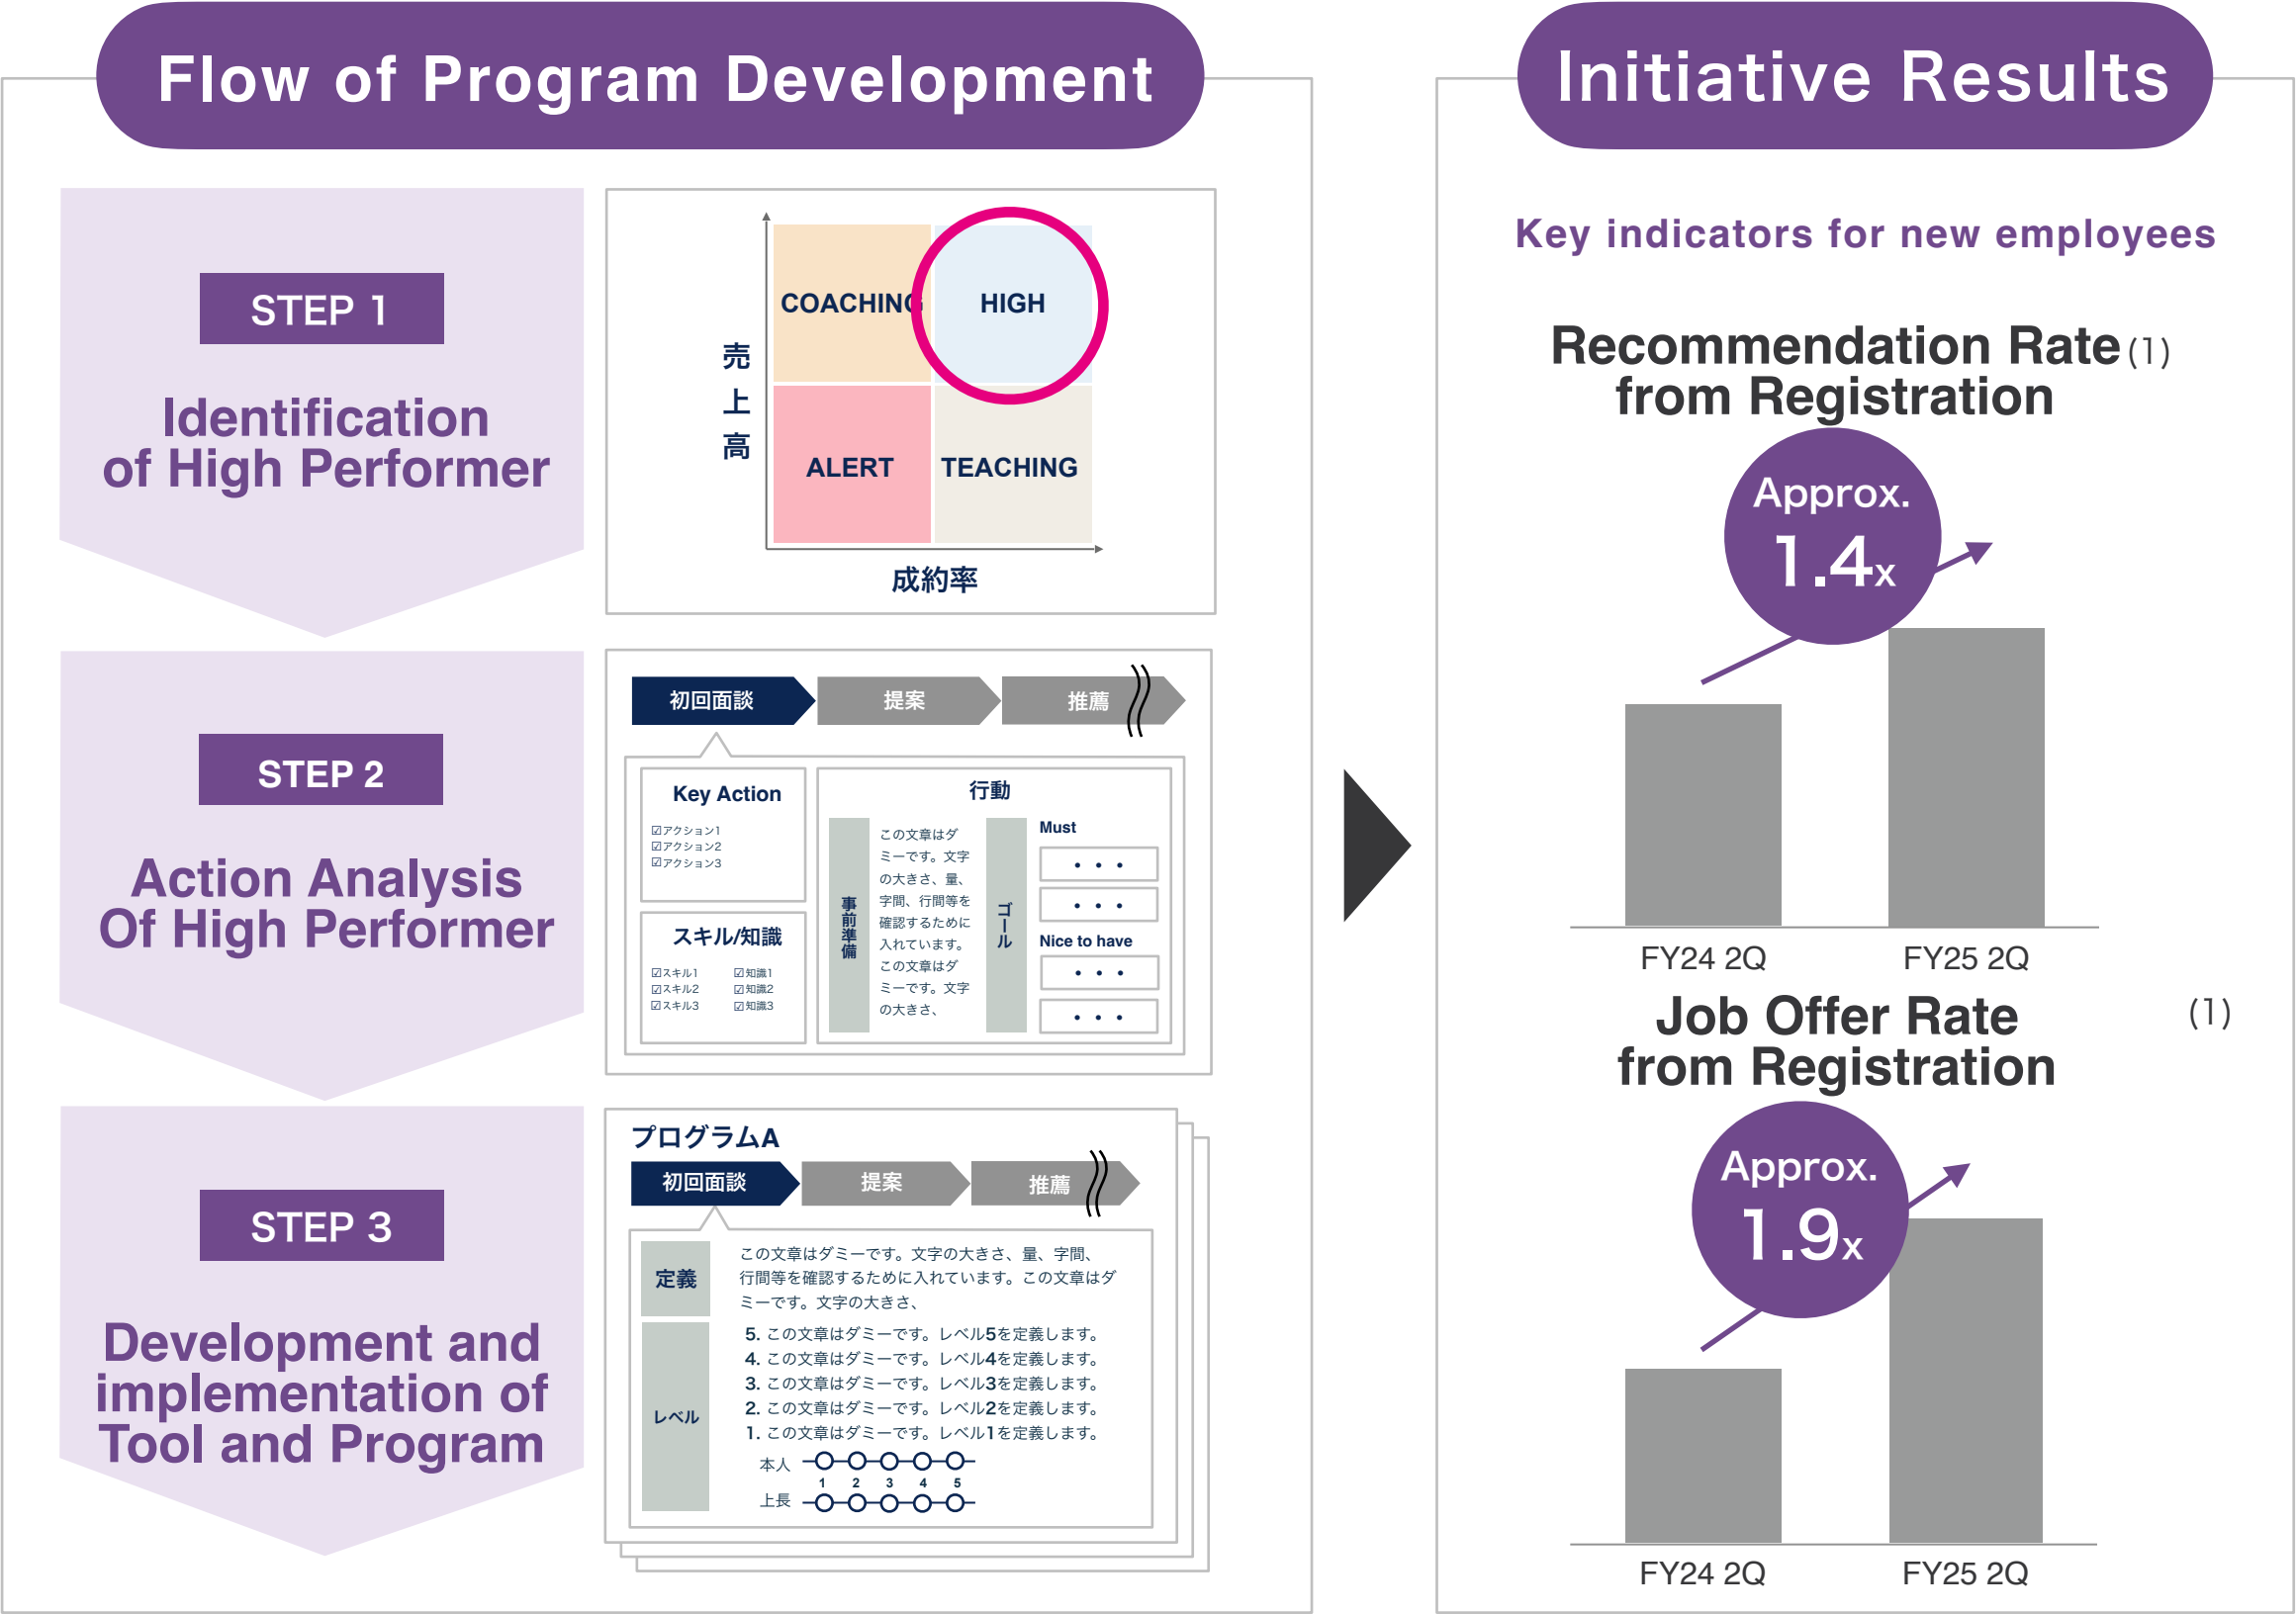 Flow of Program Development
STEP 1
Identification
of High Performer
売
上
高
COACHING
HIGH
ALERT
TEACHING
成約率
STEP 2
Action Analysis
Of High Performer
初回面談
提案
推薦
Key Action
☑アクション1
☑アクション2
☑アクション3
スキル/知識
☑スキル1 ☑知識1
☑スキル2 ☑知識2
☑スキル3 ☑知識3
行動
事前準備
この文章はダ
ミーです。文字
の大きさ、量、
字間、行間等を
確認するために
入れています。
この文章はダ
ミーです。文字
の大きさ、
ゴール
Must
・・・
・・・
Nice to have
・・・
・・・
STEP 3
Development and
implementation of
Tool and Program
プログラムA
初回面談
提案
推薦
定義
この文章はダミーです。文字の大きさ、量、字間、
行間等を確認するために入れています。この文章はダ
ミーです。文字の大きさ、
レベル
5. この文章はダミーです。レベル5を定義します。
4. この文章はダミーです。レベル4を定義します。
3. この文章はダミーです。レベル3を定義します。
2. この文章はダミーです。レベル2を定義します。
1. この文章はダミーです。レベル1を定義します。
本人
1 2 3 4 5
上長
Initiative Results
Key indicators for new employees
Recommendation Rate (1)
from Registration
Approx.
1.4x
FY24 2Q FY25 2Q
Job Offer Rate (1)
from Registration
Approx.
1.9x
FY24 2Q FY25 2Q